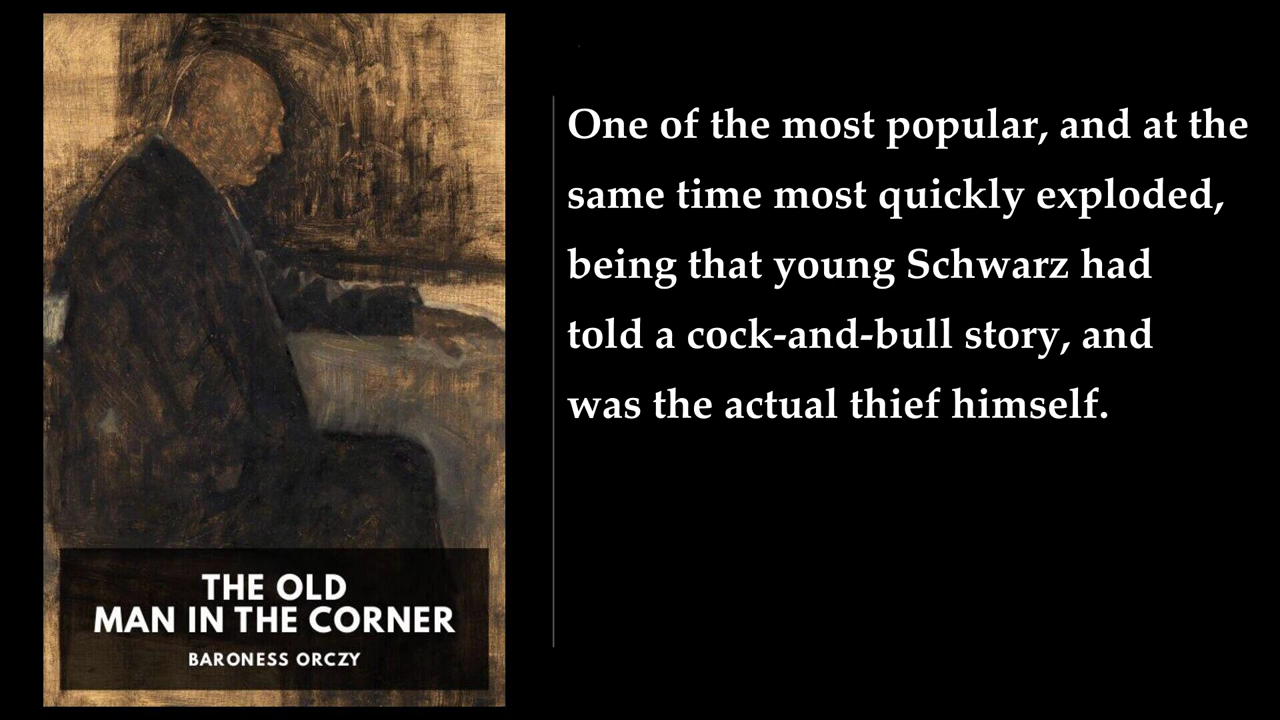 THE OLD
MAN IN THE CORNER
BARONESS ORCZY
One of the most popular, and at the
same time most quickly exploded,
being that young Schwarz had
told a cock-and-bull story, and
was the actual thief himself.